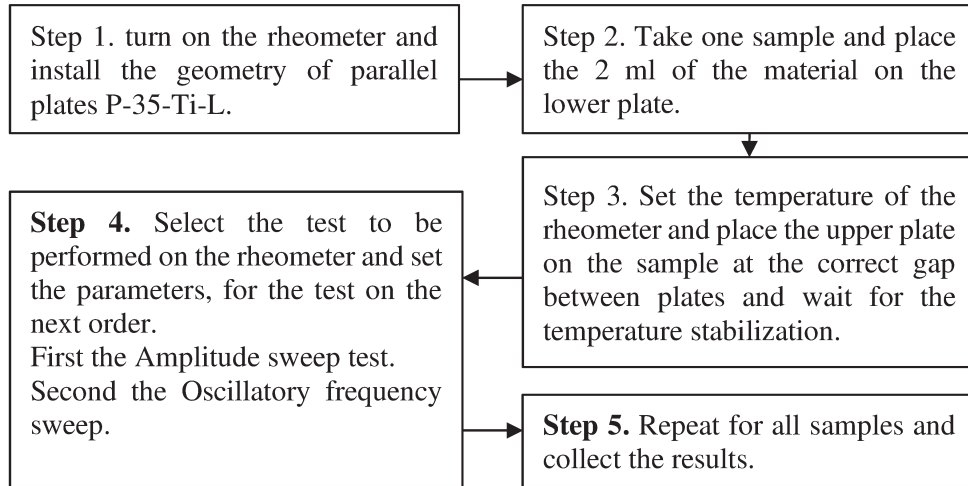 Step 1. turn on the rheometer and
install the geometry of parallel
plates P-35-Ti-L.
Step 2. Take one sample and place
the 2 ml of the material on the
lower plate.
Step 3. Set the temperature of the
rheometer and place the upper plate
on the sample at the correct gap
between plates and wait for the
temperature stabilization.
Step 4. Select the test to be
performed on the rheometer and set
the parameters, for the test on the
next order.
First the Amplitude sweep test.
Second the Oscillatory frequency
sweep.
Step 5. Repeat for all samples and
collect the results.